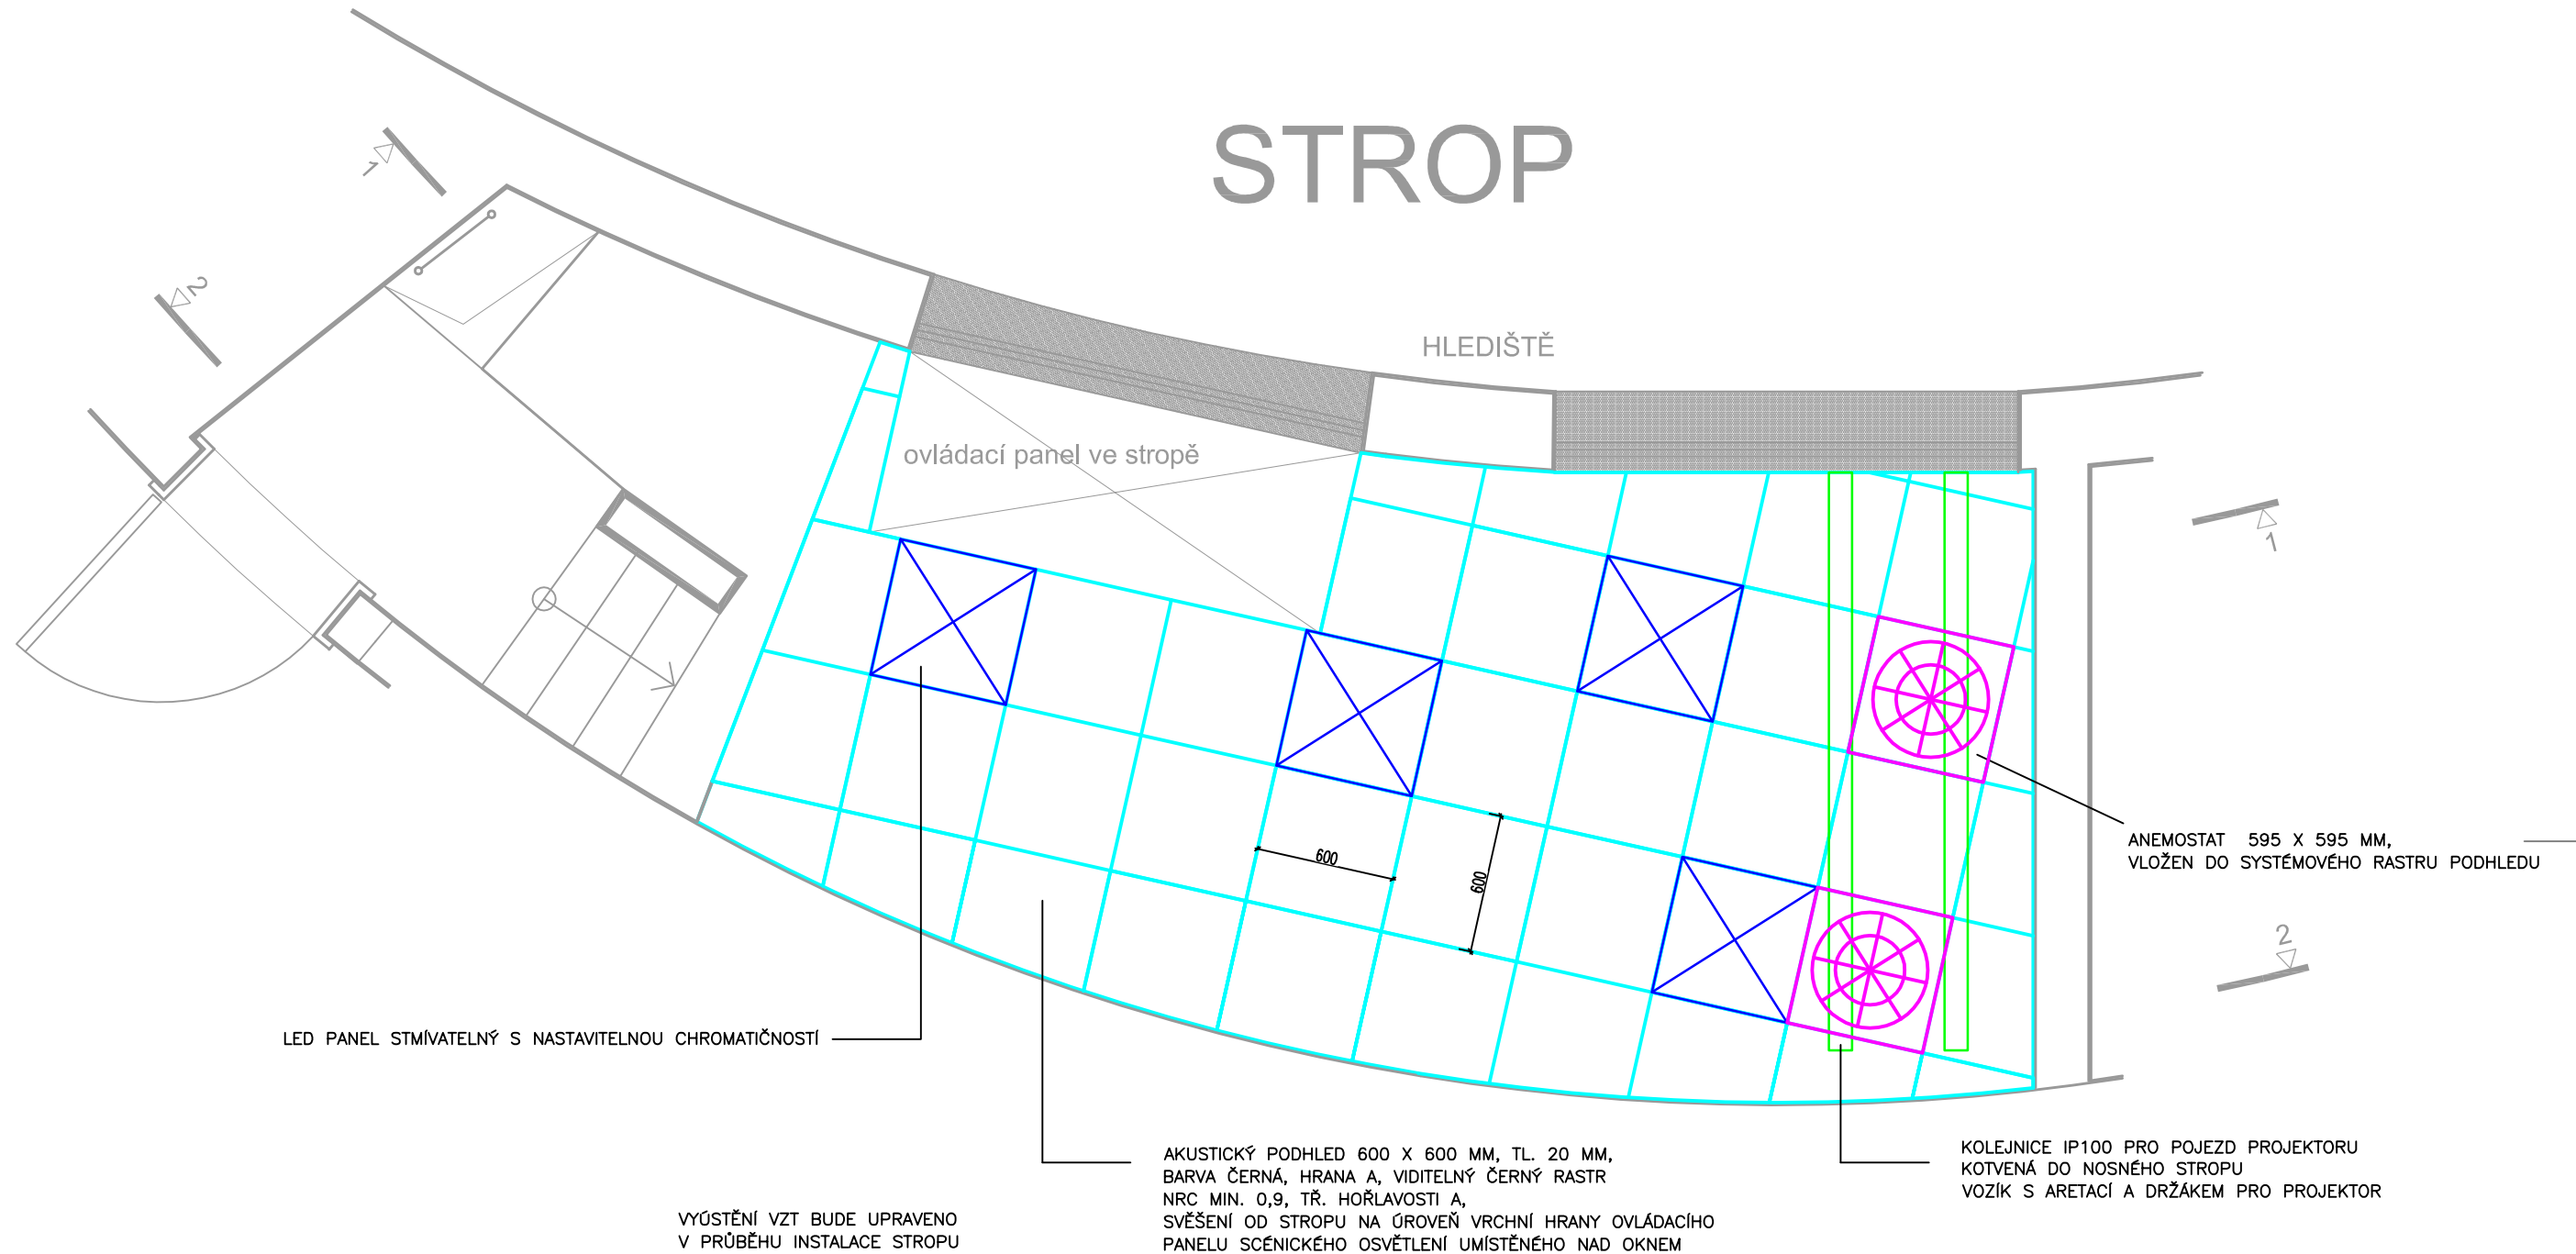 STROP
1
2
HLEDIŠTĚ
ovládací panel ve stropě
1
ANEMOSTAT 595 X 595 MM,
VLOŽEN DO SYSTÉMOVÉHO RASTRU PODHLEDU
600
600
2
LED PANEL STMÍVATELNÝ S NASTAVITELNOU CHROMATIČNOSTÍ
AKUSTICKÝ PODHLED 600 X 600 MM, TL. 20 MM,
BARVA ČERNÁ, HRANA A, VIDITELNÝ ČERNÝ RASTR
NRC MIN. 0,9, TŘ. HOŘLAVOSTI A,
SVĚŠENÍ OD STROPU NA ÚROVEŇ VRCHNÍ HRANY OVLÁDACÍHO
PANELU SCÉNICKÉHO OSVĚTLENÍ UMÍSTĚNÉHO NAD OKNEM
KOLEJNICE IP100 PRO POJEZD PROJEKTORU
KOTVENÁ DO NOSNÉHO STROPU
VOZÍK S ARETACÍ A DRŽÁKEM PRO PROJEKTOR
VYÚSTĚNÍ VZT BUDE UPRAVENO
V PRŮBĚHU INSTALACE STROPU